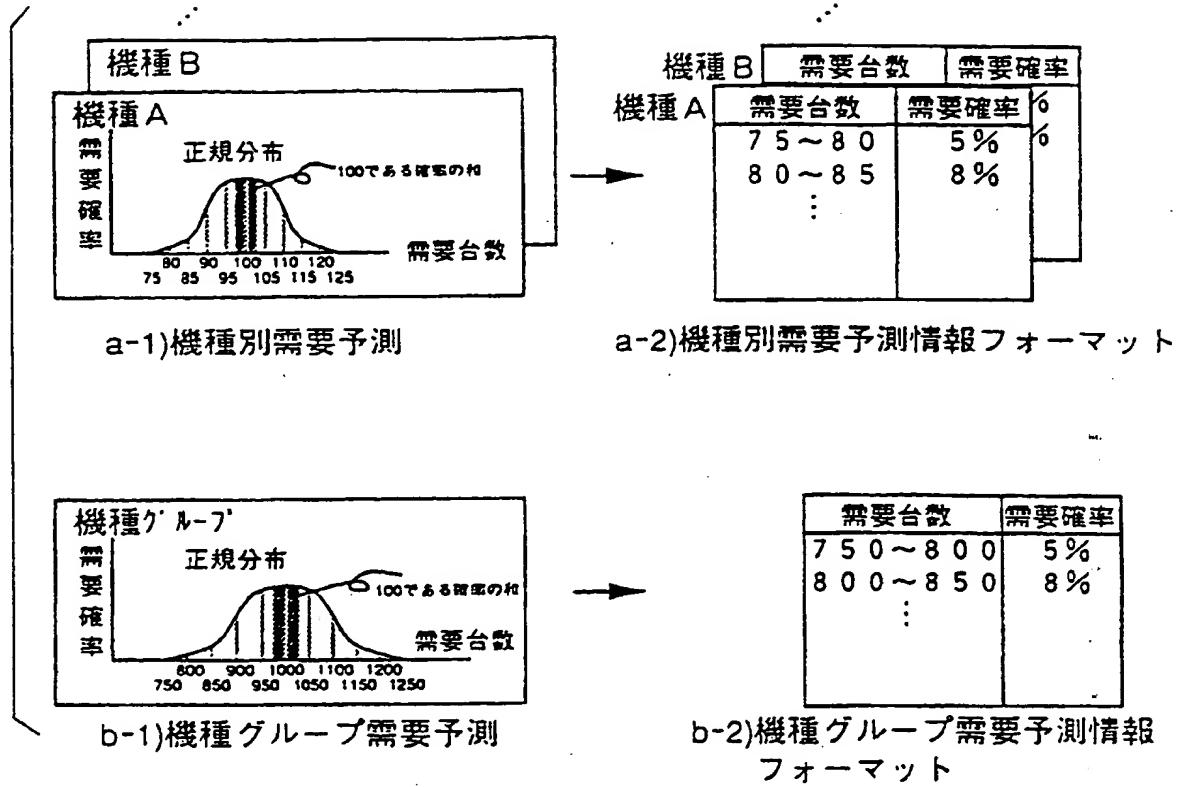 機種B
機種A
需要確率
正規分布
100である確率の和
需要台数
80 90 100 110 120
75 85 95 105 115 125
a-1)機種別需要予測
機種B 需要台数 需要確率
機種A 需要台数 需要確率 %
75～80 5% %
80～85 8%
⋮
a-2)機種別需要予測情報フォーマット
機種グループ
需要確率
正規分布
100である確率の和
需要台数
800 900 1000 1100 1200
750 850 950 1050 1150 1250
b-1)機種グループ需要予測
需要台数 需要確率
750～800 5%
800～850 8%
⋮
b-2)機種グループ需要予測情報
フォーマット